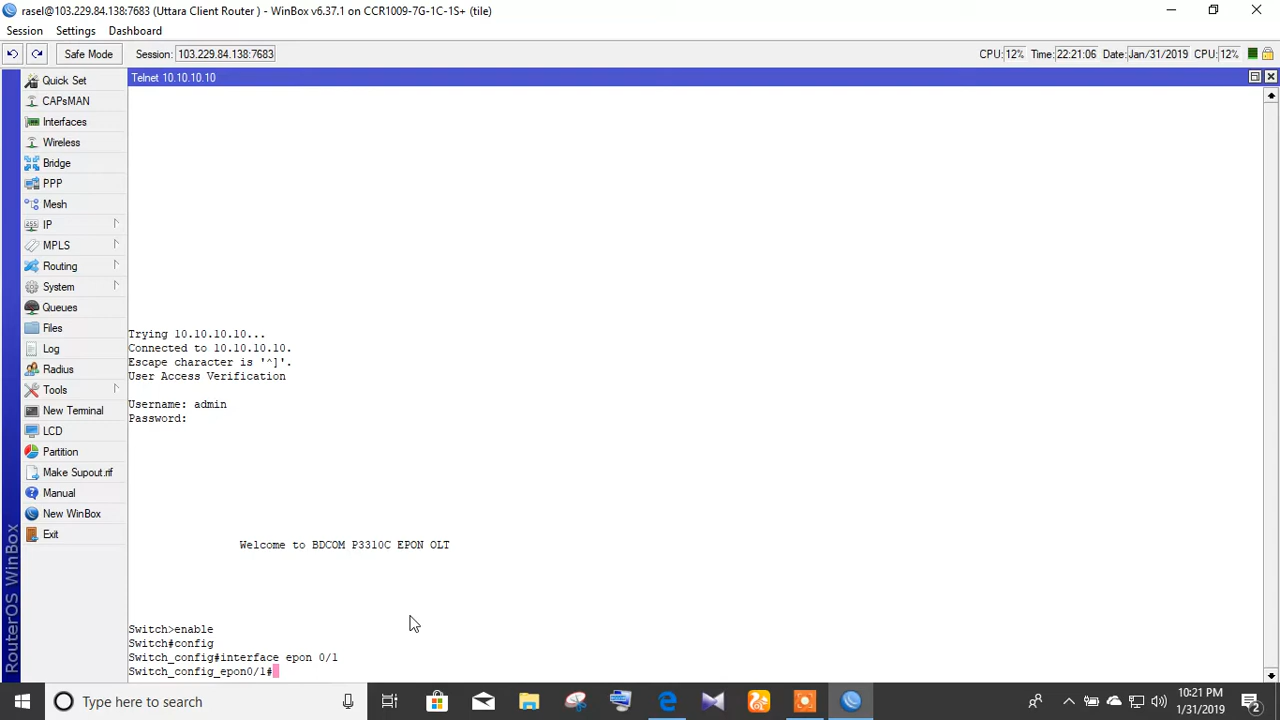 rasel@103.229.84.138:7683 (Uttara Client Router ) - WinBox v6.37.1 on CCR1009-7G-1C-1S+ (tile)
Session Settings Dashboard
Safe Mode Session: 103.229.84.138:7683 CPU: 12% Time: 22:21:06 Date: Jan/31/2019 CPU: 12%
Telnet 10.10.10.10
Quick Set
CAPsMAN
Interfaces
Wireless
Bridge
PPP
Mesh
IP
MPLS
Routing
System
Queues
Files
Log
Radius
Tools
New Terminal
LCD
Partition
Make Supout.rif
Manual
New WinBox
Exit
RouterOS WinBox
Trying 10.10.10.10...
Connected to 10.10.10.10.
Escape character is '^]'.
User Access Verification
Username: admin
Password:
Welcome to BDCOM P3310C EPON OLT
Switch>enable
Switch#config
Switch_config#interface epon 0/1
Switch_config_epon0/1#
Type here to search
10:21 PM
1/31/2019
2